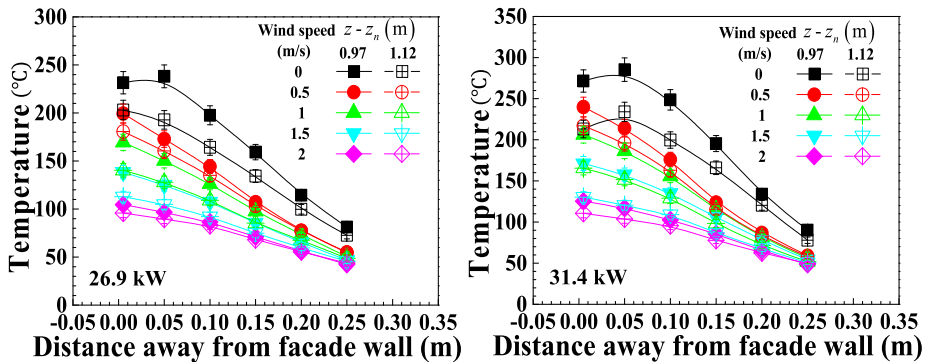 Wind speed z - zn (m)
(m/s) 0.97 1.12
0
0.5
1
1.5
2
300
250
200
150
100
50
0
Temperature (°C)
26.9 kW
-0.05 0.00 0.05 0.10 0.15 0.20 0.25 0.30 0.35
Distance away from facade wall (m)
Wind speed z - zn (m)
(m/s) 0.97 1.12
0
0.5
1
1.5
2
350
300
250
200
150
100
50
0
Temperature (°C)
31.4 kW
-0.05 0.00 0.05 0.10 0.15 0.20 0.25 0.30 0.35
Distance away from facade wall (m)